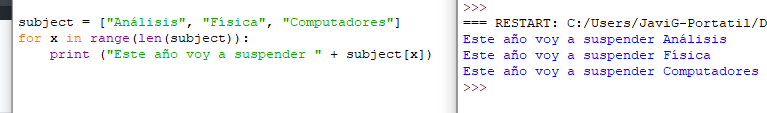 subject = ["Análisis", "Física", "Computadores"]
for x in range(len(subject)):
    print ("Este año voy a suspender " + subject[x])
>>>
=== RESTART: C:/Users/JaviG-Portatil/D
Este año voy a suspender Análisis
Este año voy a suspender Física
Este año voy a suspender Computadores
>>>